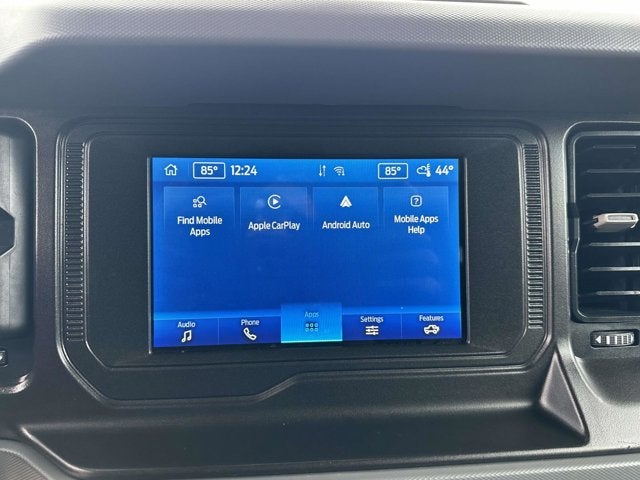 85° 12:24 85° 44°
Find Mobile
Apps
Apple CarPlay
Android Auto
Mobile Apps
Help
Audio
Phone
Apps
Settings
Features